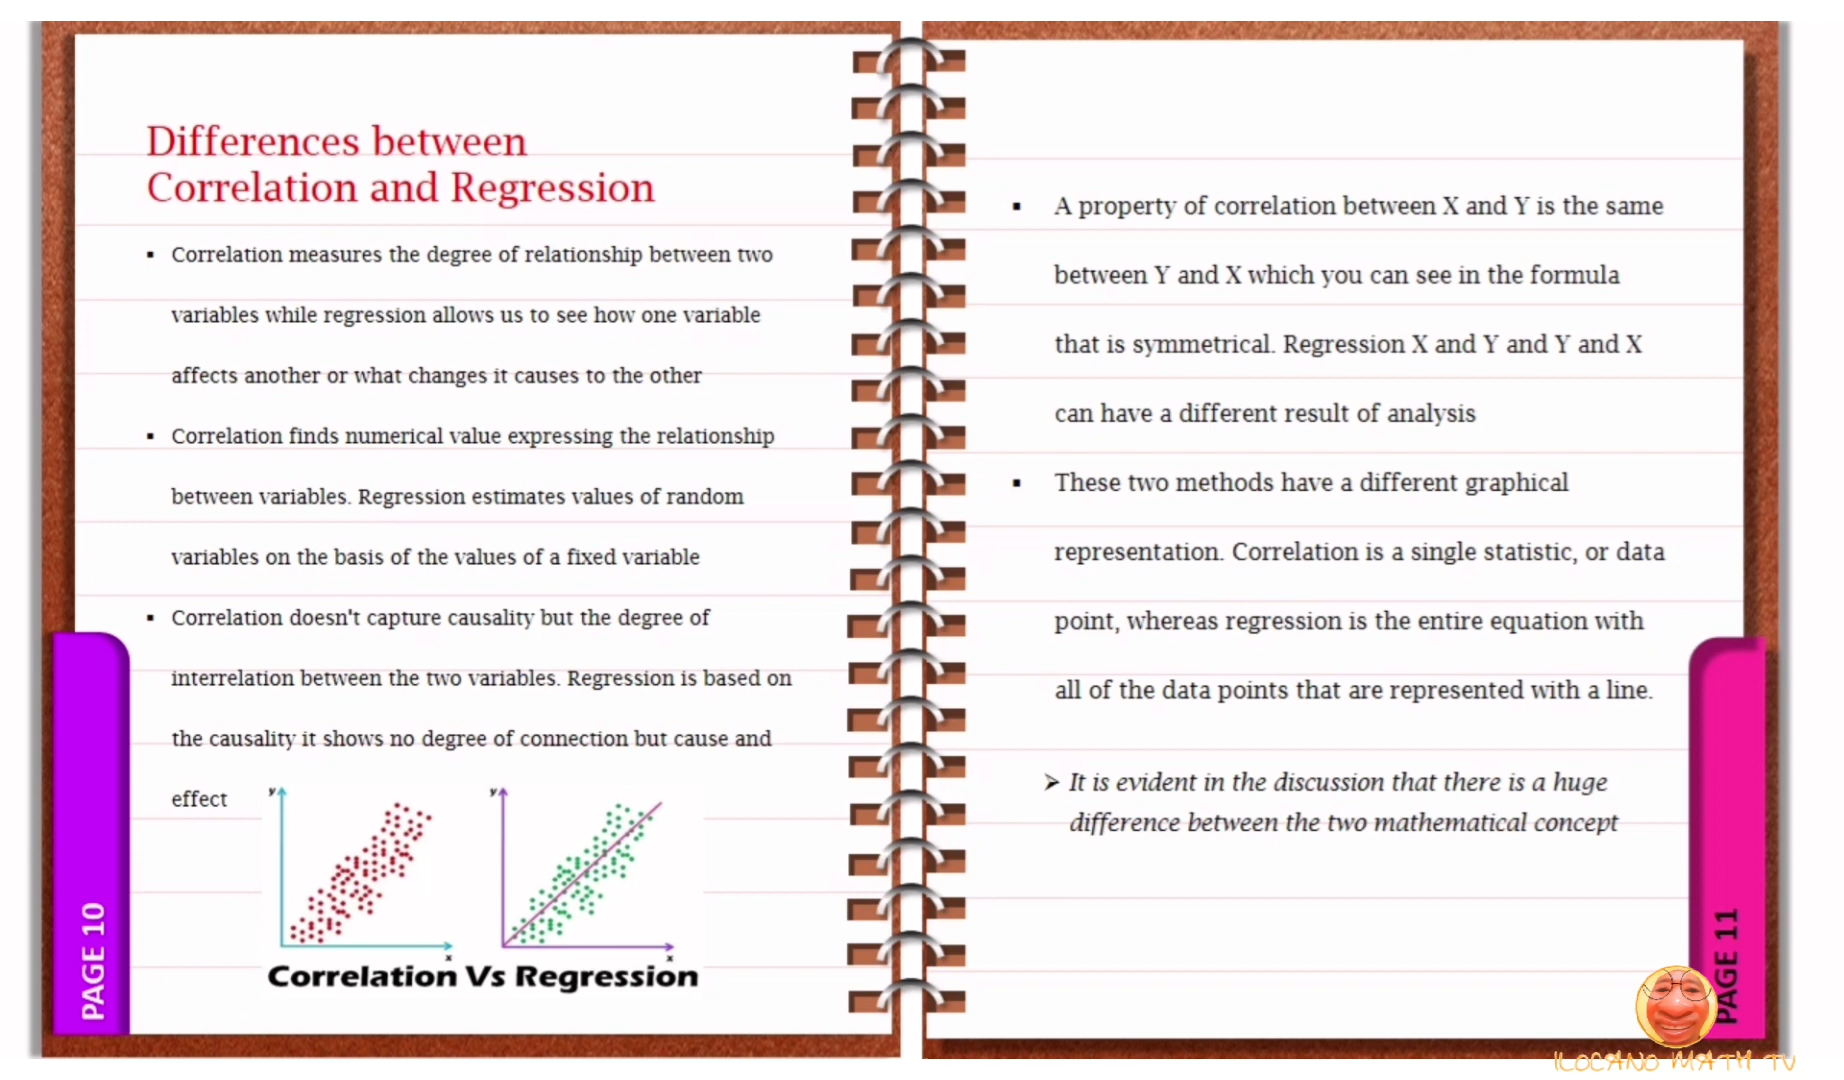 Differences between
Correlation and Regression
▪ Correlation measures the degree of relationship between two
variables while regression allows us to see how one variable
affects another or what changes it causes to the other
▪ Correlation finds numerical value expressing the relationship
between variables. Regression estimates values of random
variables on the basis of the values of a fixed variable
▪ Correlation doesn't capture causality but the degree of
interrelation between the two variables. Regression is based on
the causality it shows no degree of connection but cause and
effect
y
x
y
x
Correlation Vs Regression
PAGE 10
▪ A property of correlation between X and Y is the same
between Y and X which you can see in the formula
that is symmetrical. Regression X and Y and Y and X
can have a different result of analysis
▪ These two methods have a different graphical
representation. Correlation is a single statistic, or data
point, whereas regression is the entire equation with
all of the data points that are represented with a line.
➢ It is evident in the discussion that there is a huge
difference between the two mathematical concept
PAGE 11
ILOCANO MATH TV